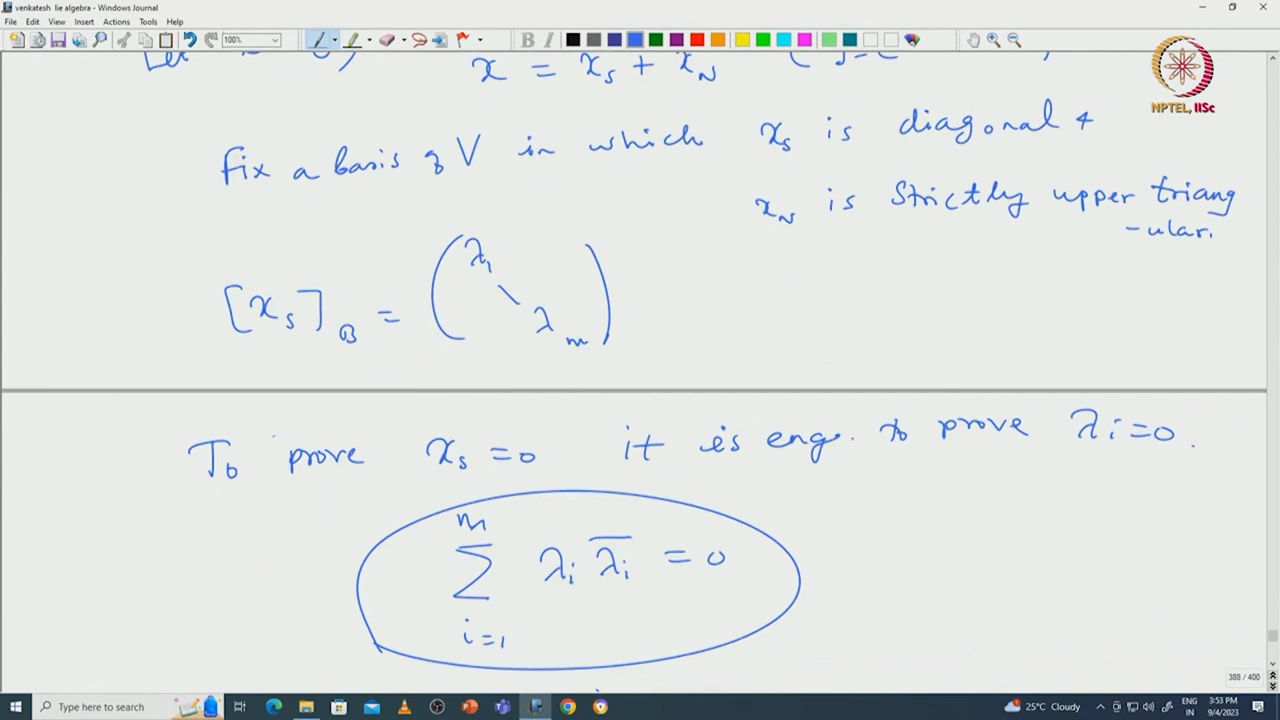 venkatesh lie algebra - Windows Journal
File Edit View Insert Actions Tools Help
100%
B I
NPTEL, IISc
Let
x = x_s + x_N
fix a basis of V in which x_s is diagonal &
x_N is strictly upper triang
-ular.
[x_s]_B = ( λ_1 \ λ_m )
To prove x_s = 0 it is eng. to prove λ_i = 0.
m
∑ λ_i \overline{λ_i} = 0
i=1
388 / 400
Type here to search
25°C Cloudy
ENG
IN
3:53 PM
9/4/2023